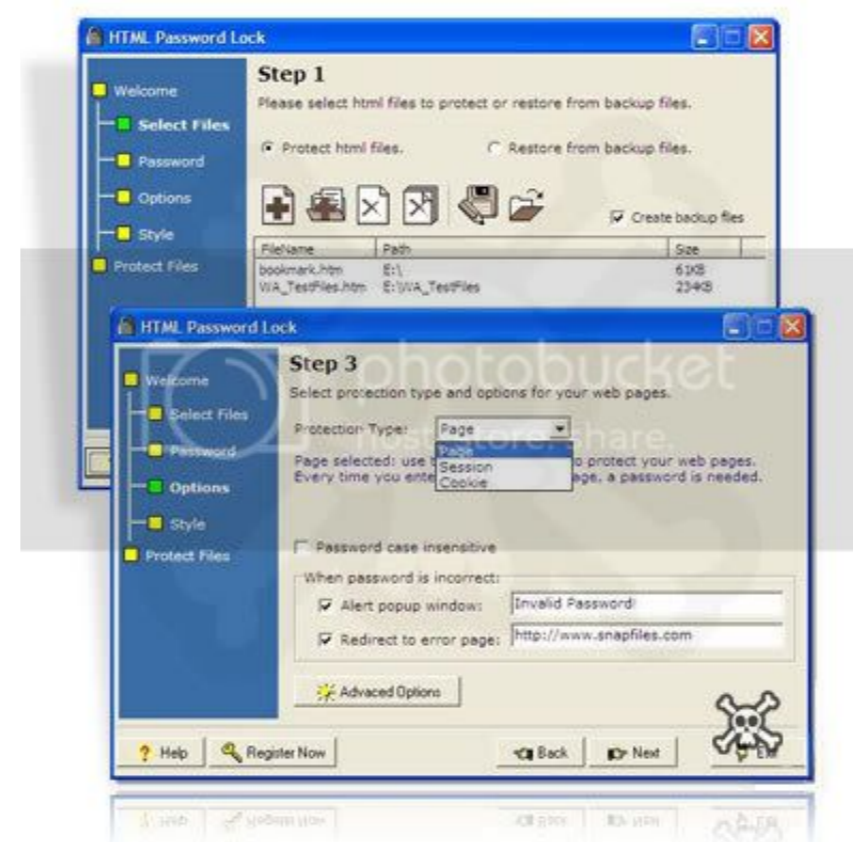 HTML Password Lock
Welcome
Select Files
Password
Options
Style
Protect Files
Step 1
Please select html files to protect or restore from backup files.
Protect html files.
Restore from backup files.
Create backup files
FileName Path Size
bookmark.htm E:\ 61KB
WA_TestFiles.htm E:\WA_TestFiles 234KB
HTML Password Lock
Welcome
Select Files
Password
Options
Style
Protect Files
Step 3
Select protection type and options for your web pages.
Protection Type: Page
Page
Session
Cookie
Page selected: use to protect your web pages.
Every time you page, a password is needed.
Password case insensitive
When password is incorrect:
Alert popup window: Invalid Password!
Redirect to error page: http://www.snapfiles.com
Advaced Options
Help
Register Now
Back
Next
photobucket
host. store. share.